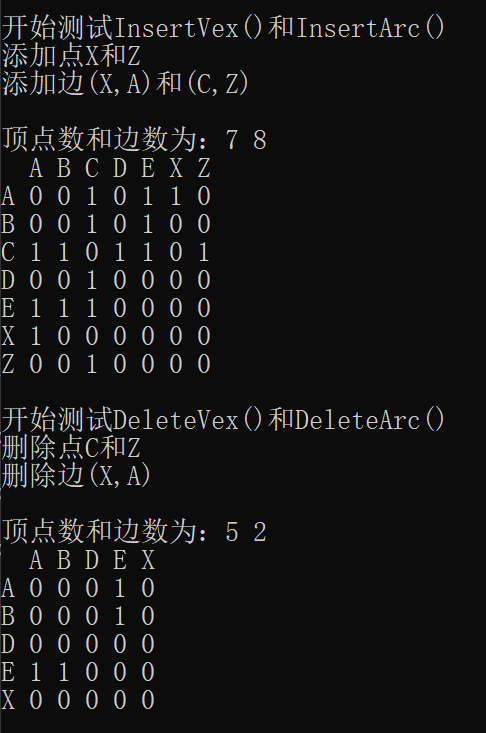 开始测试InsertVex()和InsertArc()
添加点X和Z
添加边(X,A)和(C,Z)
顶点数和边数为: 7 8
A B C D E X Z
A 0 0 1 0 1 1 0
B 0 0 1 0 1 0 0
C 1 1 0 1 1 0 1
D 0 0 1 0 0 0 0
E 1 1 1 0 0 0 0
X 1 0 0 0 0 0 0
Z 0 0 1 0 0 0 0
开始测试DeleteVex()和DeleteArc()
删除点C和Z
删除边(X,A)
顶点数和边数为: 5 2
A B D E X
A 0 0 0 1 0
B 0 0 0 1 0
D 0 0 0 0 0
E 1 1 0 0 0
X 0 0 0 0 0